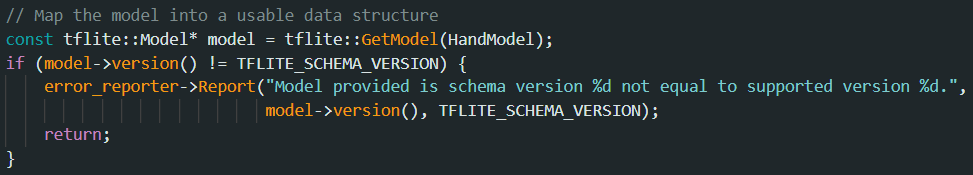 // Map the model into a usable data structure
const tflite::Model* model = tflite::GetModel(HandModel);
if (model->version() != TFLITE_SCHEMA_VERSION) {
    error_reporter->Report("Model provided is schema version %d not equal to supported version %d.",
                           model->version(), TFLITE_SCHEMA_VERSION);
    return;
}